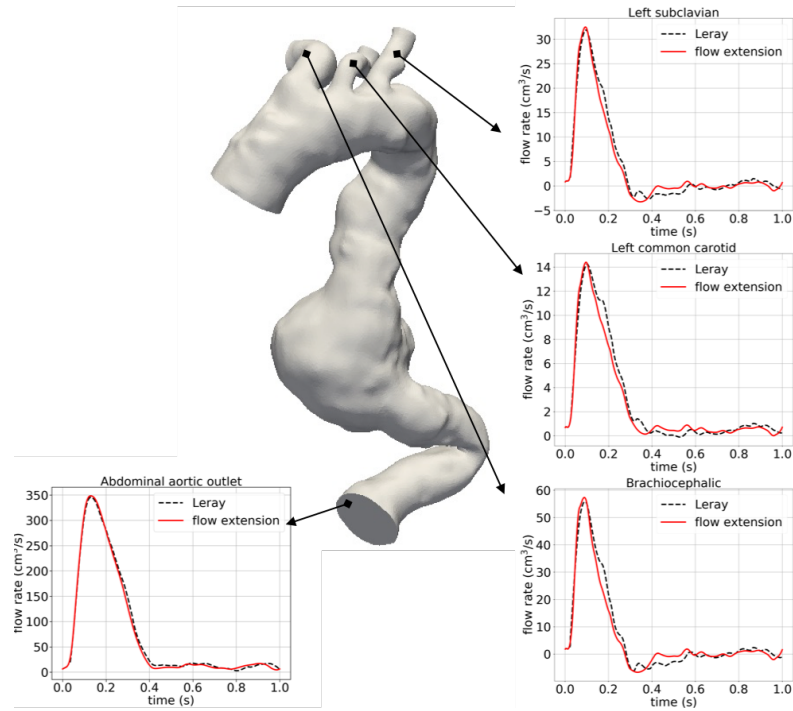 Left subclavian
Leray
flow extension
flow rate (cm³/s)
30
25
20
15
10
5
0
−5
0.0 0.2 0.4 0.6 0.8 1.0
time (s)
Left common carotid
Leray
flow extension
flow rate (cm³/s)
14
12
10
8
6
4
2
0
0.0 0.2 0.4 0.6 0.8 1.0
time (s)
Brachiocephalic
Leray
flow extension
flow rate (cm³/s)
60
50
40
30
20
10
0
−10
0.0 0.2 0.4 0.6 0.8 1.0
time (s)
Abdominal aortic outlet
Leray
flow extension
flow rate (cm³/s)
350
300
250
200
150
100
50
0
0.0 0.2 0.4 0.6 0.8 1.0
time (s)